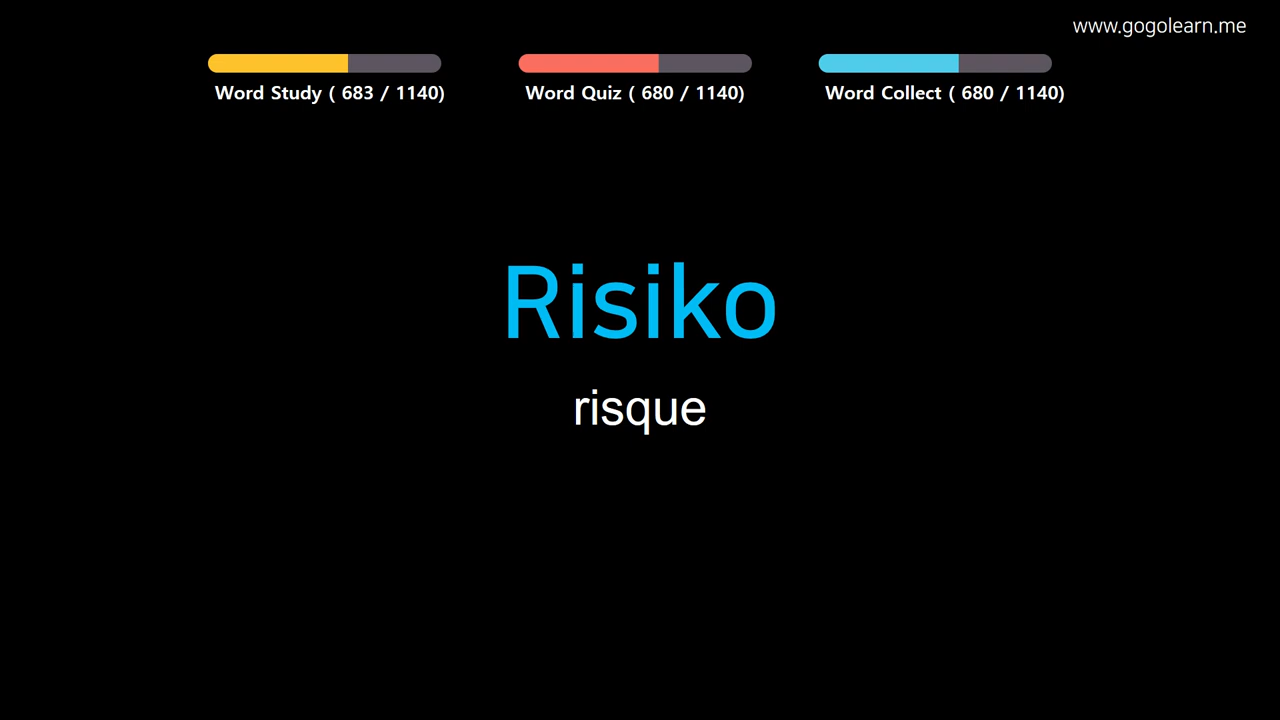 www.gogolearn.me
Word Study ( 683 / 1140)
Word Quiz ( 680 / 1140)
Word Collect ( 680 / 1140)
Risiko
risque